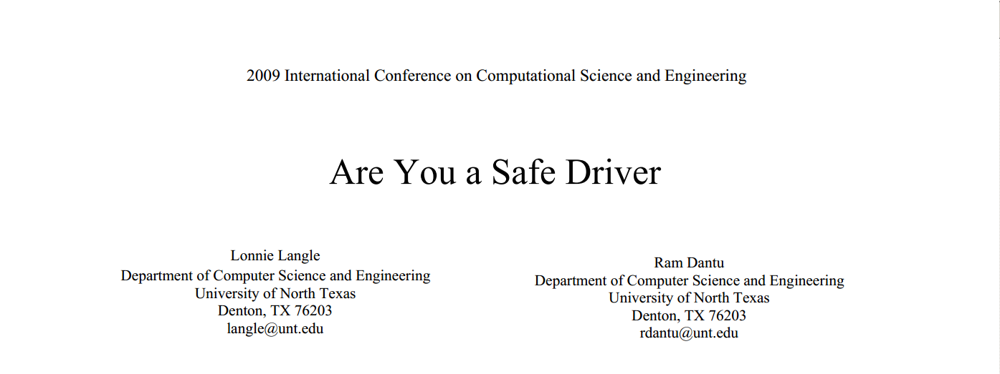 2009 International Conference on Computational Science and Engineering
Are You a Safe Driver
Lonnie Langle
Department of Computer Science and Engineering
University of North Texas
Denton, TX 76203
langle@unt.edu
Ram Dantu
Department of Computer Science and Engineering
University of North Texas
Denton, TX 76203
rdantu@unt.edu